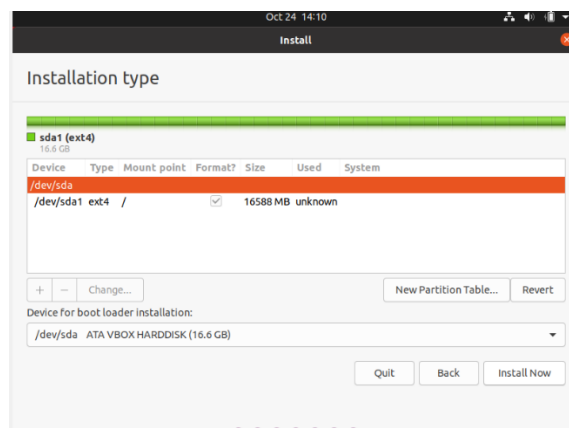 Oct 24 14:10
Install
Installation type
sda1 (ext4)
16.6 GB
Device Type Mount point Format? Size Used System
/dev/sda
/dev/sda1 ext4 / 16588 MB unknown
+ − Change... New Partition Table... Revert
Device for boot loader installation:
/dev/sda ATA VBOX HARDDISK (16.6 GB)
Quit Back Install Now